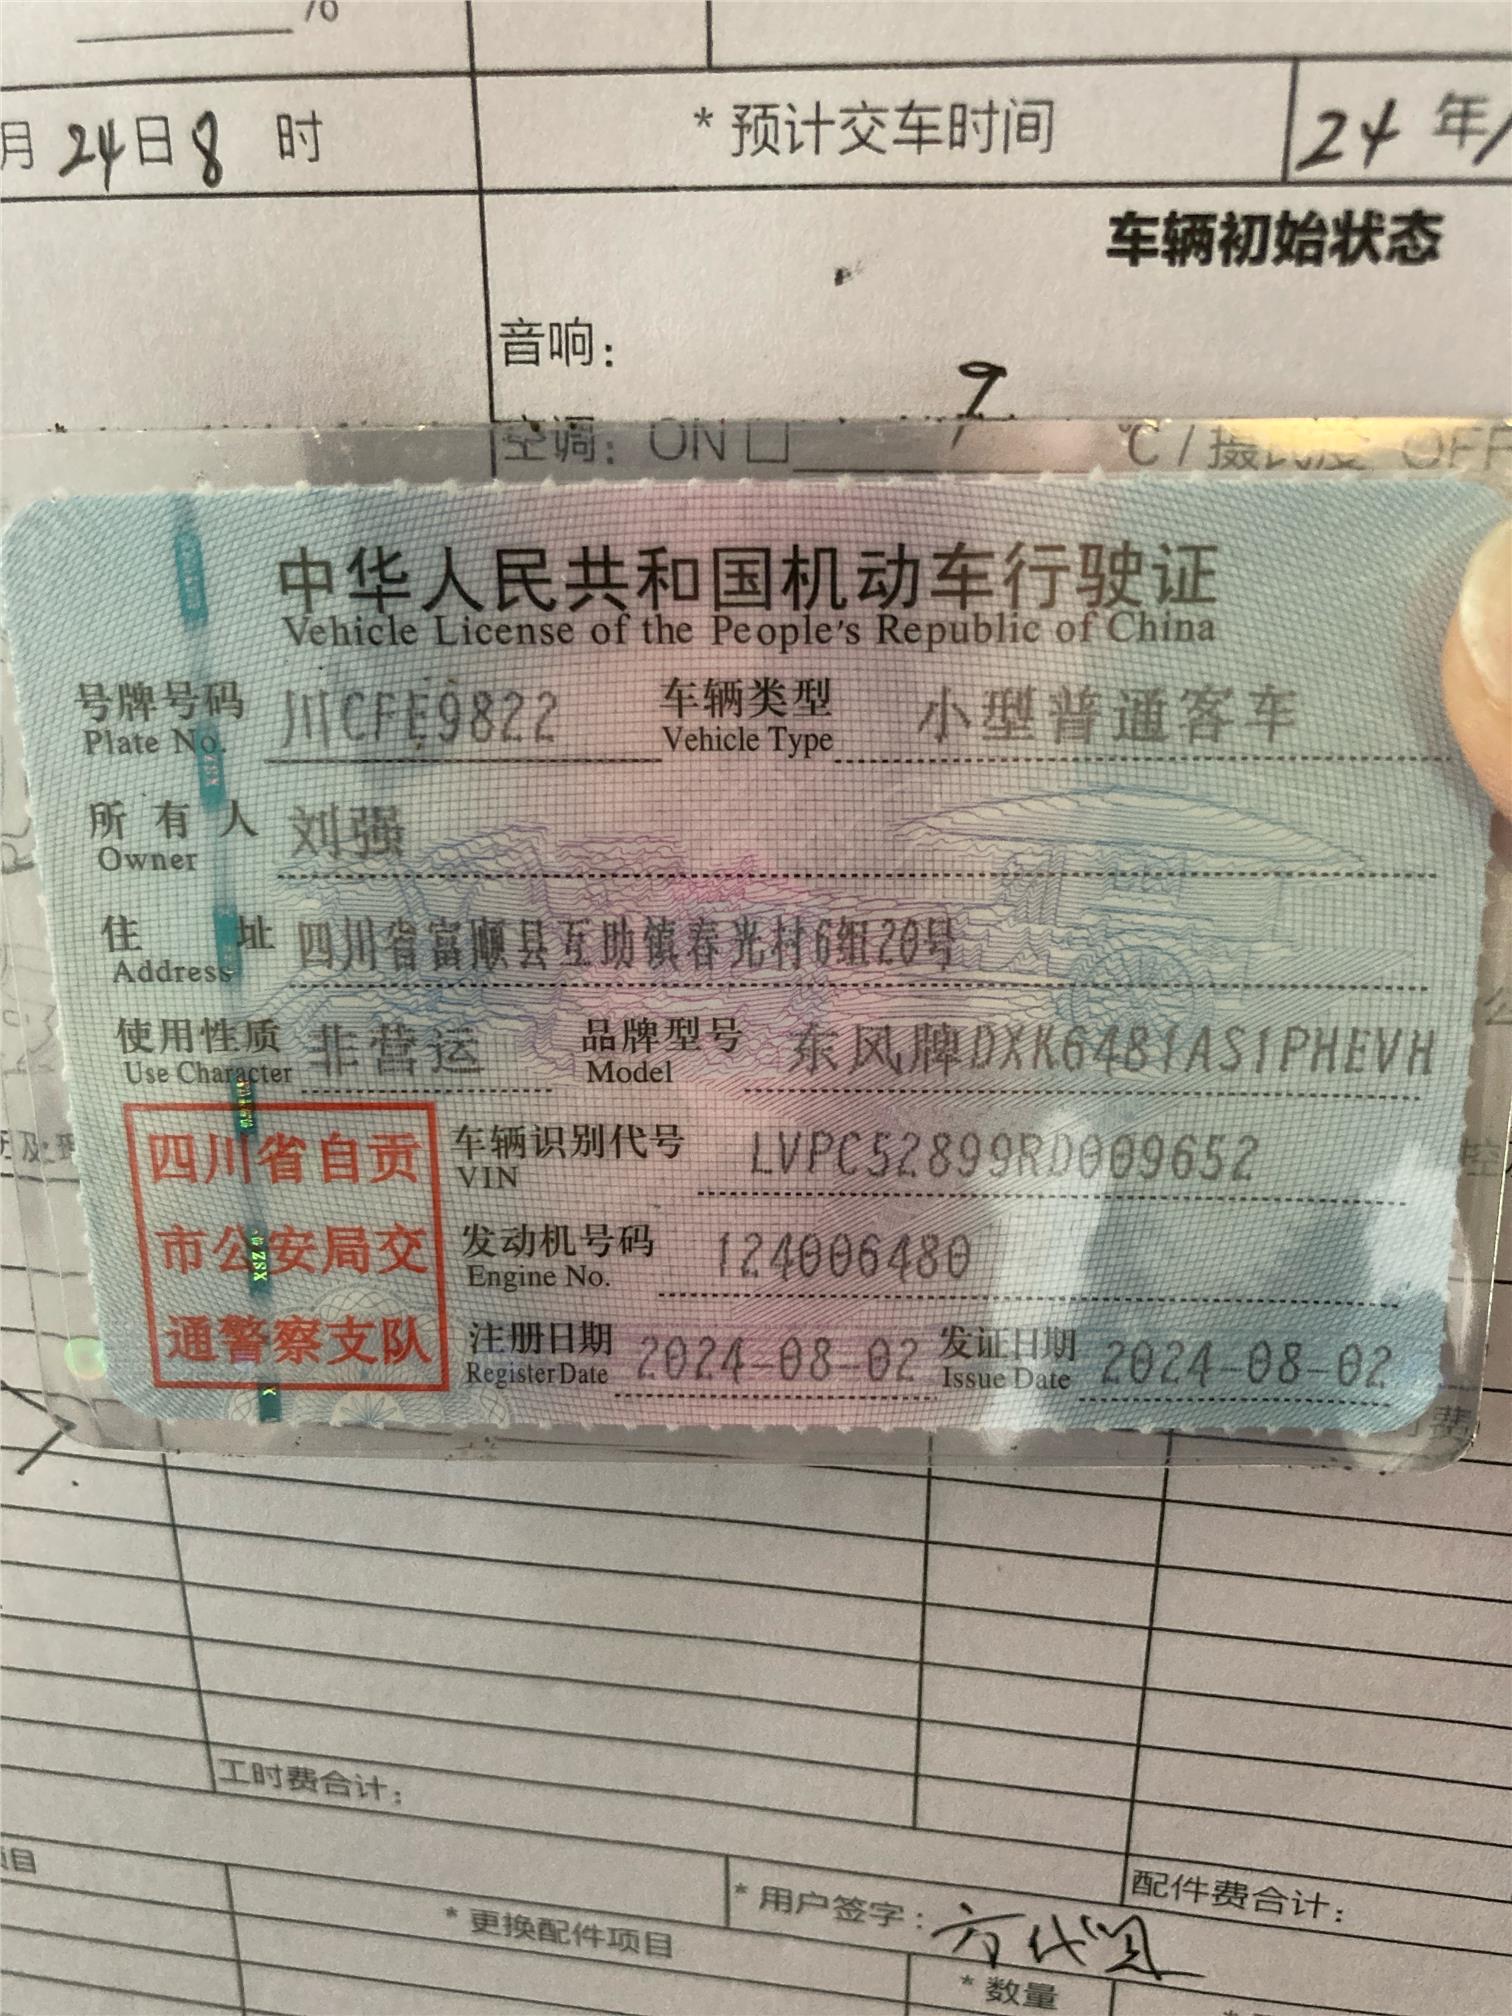 %
月24日8 时
* 预计交车时间
24 年
车辆初始状态
音响：
9
空调：ON □ ℃ / 摄氏度 OFF
中华人民共和国机动车行驶证
Vehicle License of the People's Republic of China
号牌号码 川CFE9822 车辆类型 小型普通客车
Plate No. Vehicle Type
所有人 刘强
Owner
住址 四川省富顺县互助镇春光村6组20号
Address
使用性质 非营运 品牌型号 东风牌DXK6481AS1PHEVH
Use Character Model
四川省自贡
市公安局交
通警察支队
车辆识别代号 LVPC52899RD009652
VIN
发动机号码 124006480
Engine No.
注册日期 2024-08-02 发证日期 2024-08-02
Register Date Issue Date
XSZ
工时费合计：
配件费合计：
* 用户签字：
* 更换配件项目
* 数量